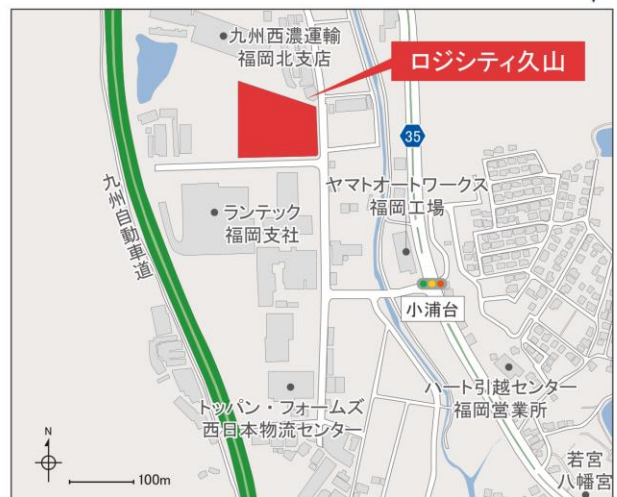 九州西濃運輸
福岡北支店
ロジシティ久山
35
ヤマトオートワークス
福岡工場
九州自動車道
ランテック
福岡支社
小浦台
ハート引越センター
福岡営業所
トッパン・フォームズ
西日本物流センター
若宮
八幡宮
N
100m